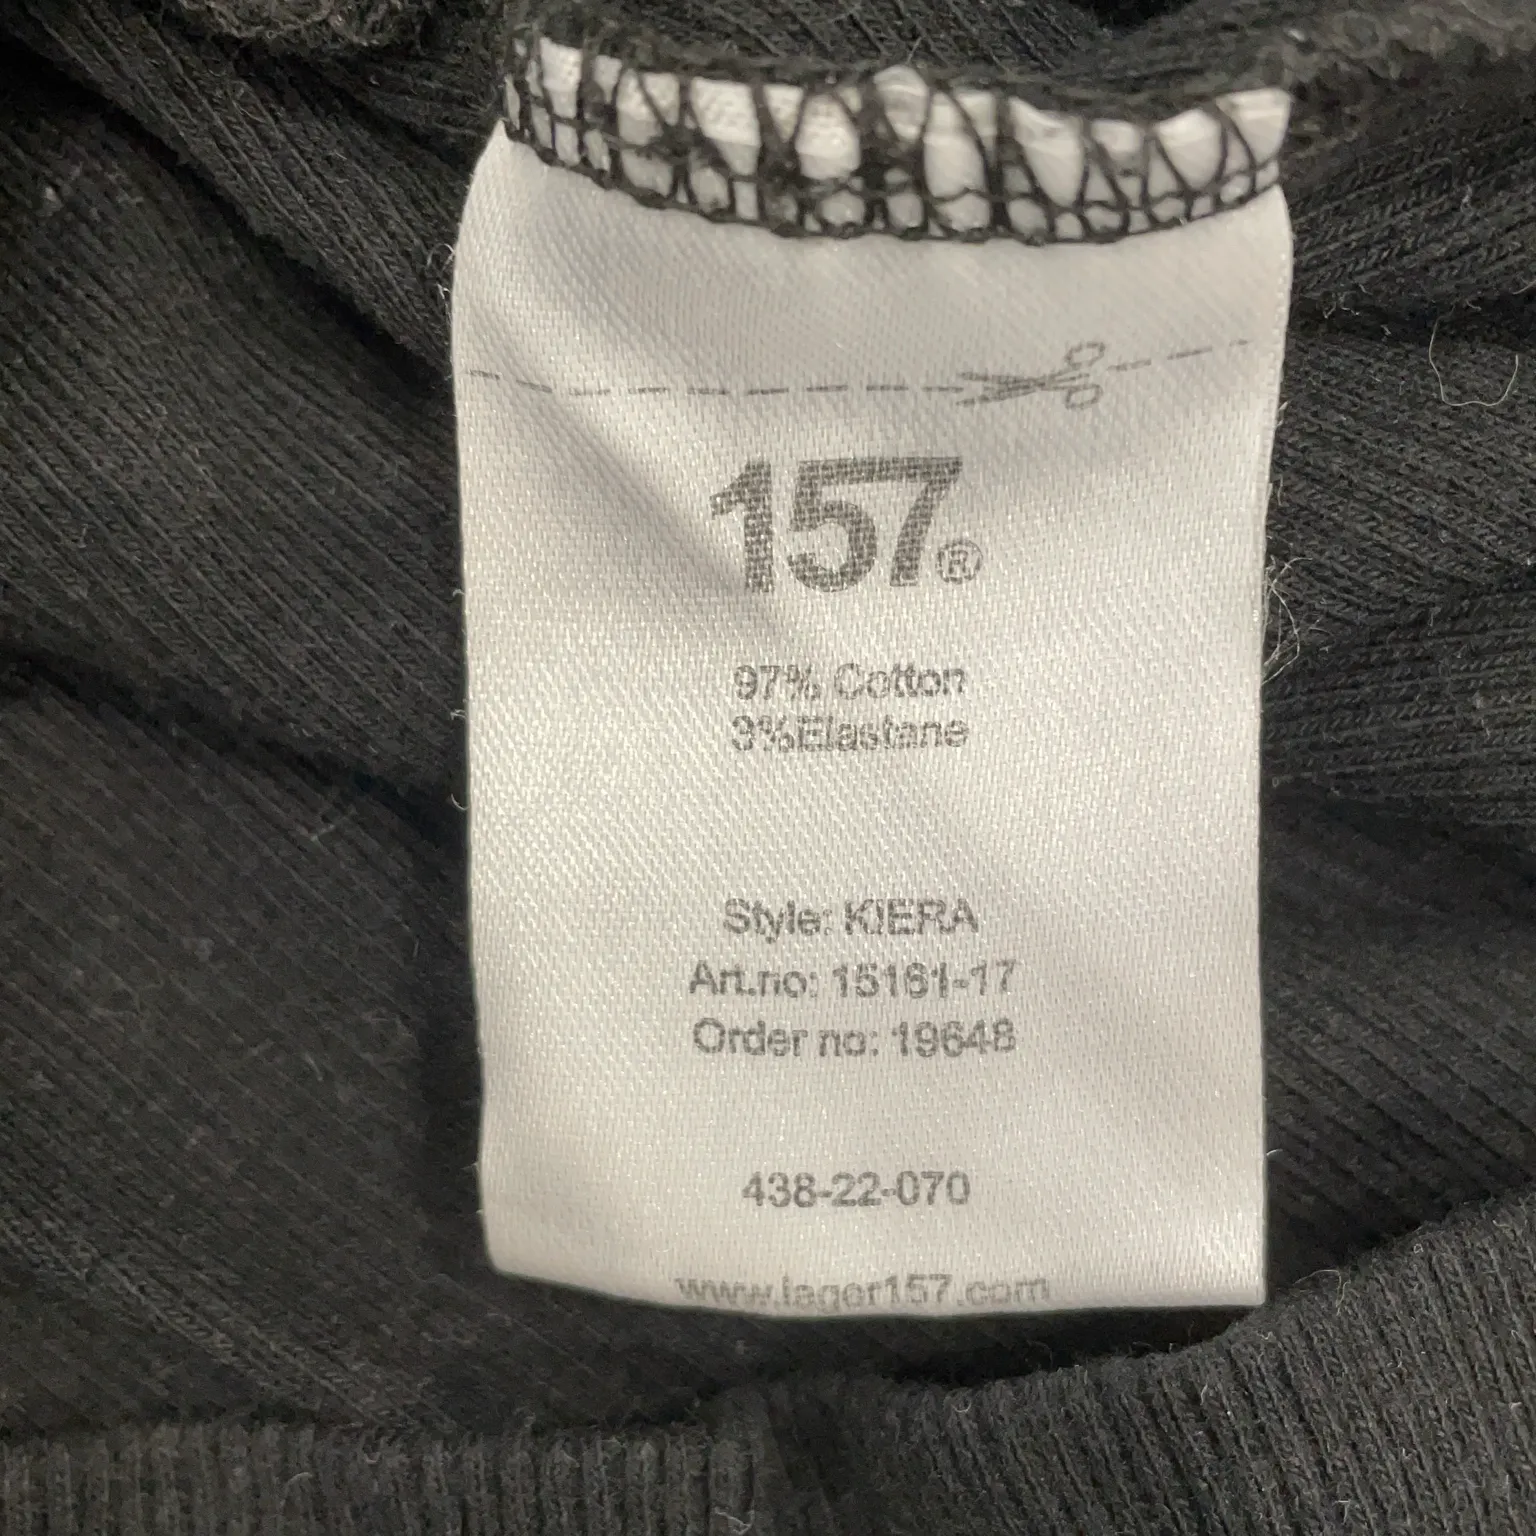 157®
97% Cotton
3%Elastane
Style: KIERA
Art.no: 15161-17
Order no: 19648
438-22-070
www.lager157.com